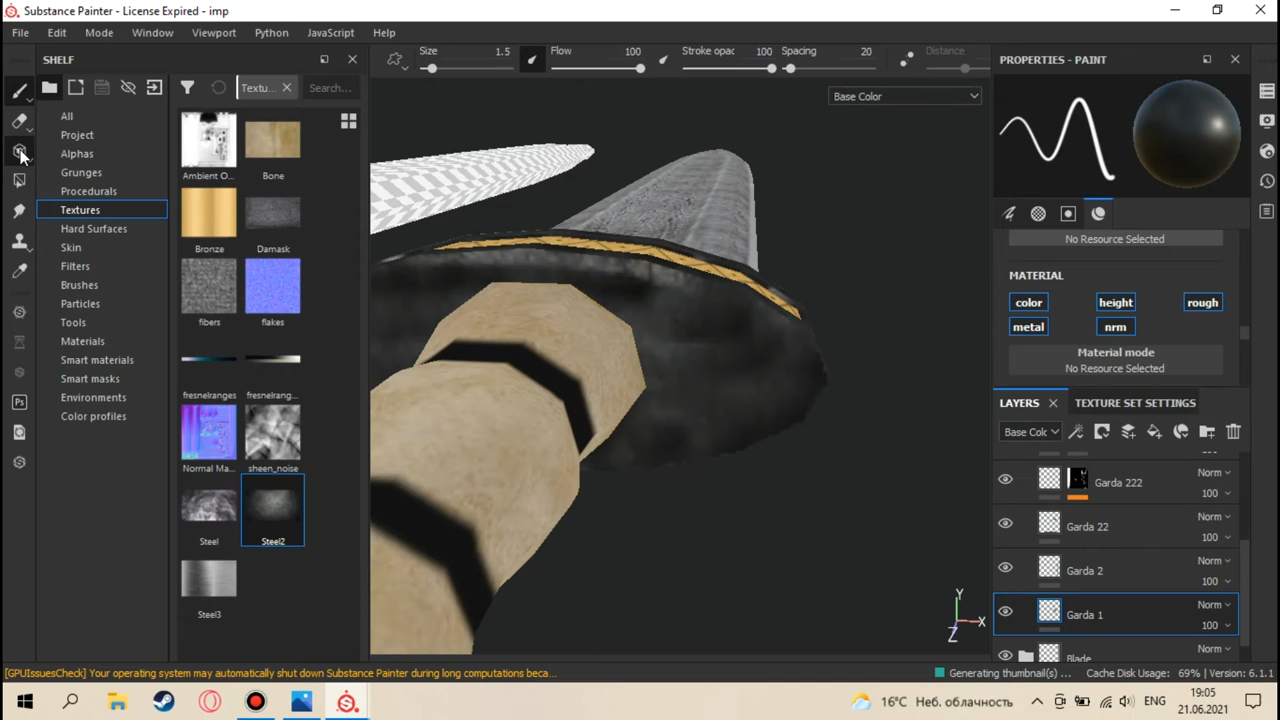 Substance Painter - License Expired - imp
File Edit Mode Window Viewport Python JavaScript Help
SHELF
Size 1.5 Flow 100 Stroke opac 100 Spacing 20 Distance
PROPERTIES - PAINT
Textu...
Search...
Base Color
All
Project
Alphas
Grunges
Procedurals
Textures
Hard Surfaces
Skin
Filters
Brushes
Particles
Tools
Materials
Smart materials
Smart masks
Environments
Color profiles
Ambient O... Bone
Bronze Damask
fibers flakes
fresnelranges fresnelrang...
Normal Ma... sheen_noise
Steel Steel2
Steel3
Y
X
Z
No Resource Selected
MATERIAL
color height rough
metal nrm
Material mode
No Resource Selected
LAYERS TEXTURE SET SETTINGS
Base Colc
Ps
Norm
Garda 222
100
Norm
Garda 22
100
Norm
Garda 2
100
Norm
Garda 1
100
Norm
Blade
[GPUIssuesCheck] Your operating system may automatically shut down Substance Painter during long computations beca...
Generating thumbnail(s) ... Cache Disk Usage: 69% | Version: 6.1.1
16°C Неб. облачность
ENG
19:05
21.06.2021